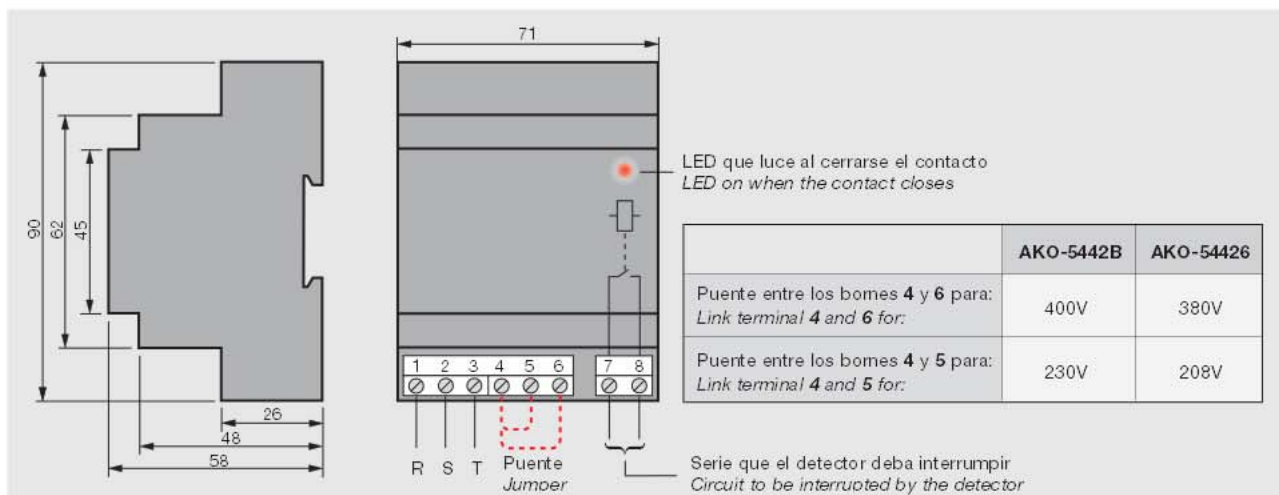 71
90
62
45
26
48
58
LED que luce al cerrarse el contacto
LED on when the contact closes
AKO-5442B AKO-54426
Puente entre los bornes 4 y 6 para:
Link terminal 4 and 6 for:
400V 380V
Puente entre los bornes 4 y 5 para:
Link terminal 4 and 5 for:
230V 208V
1 2 3 4 5 6 7 8
R S T
Puente
Jumper
Serie que el detector deba interrumpir
Circuit to be interrupted by the detector